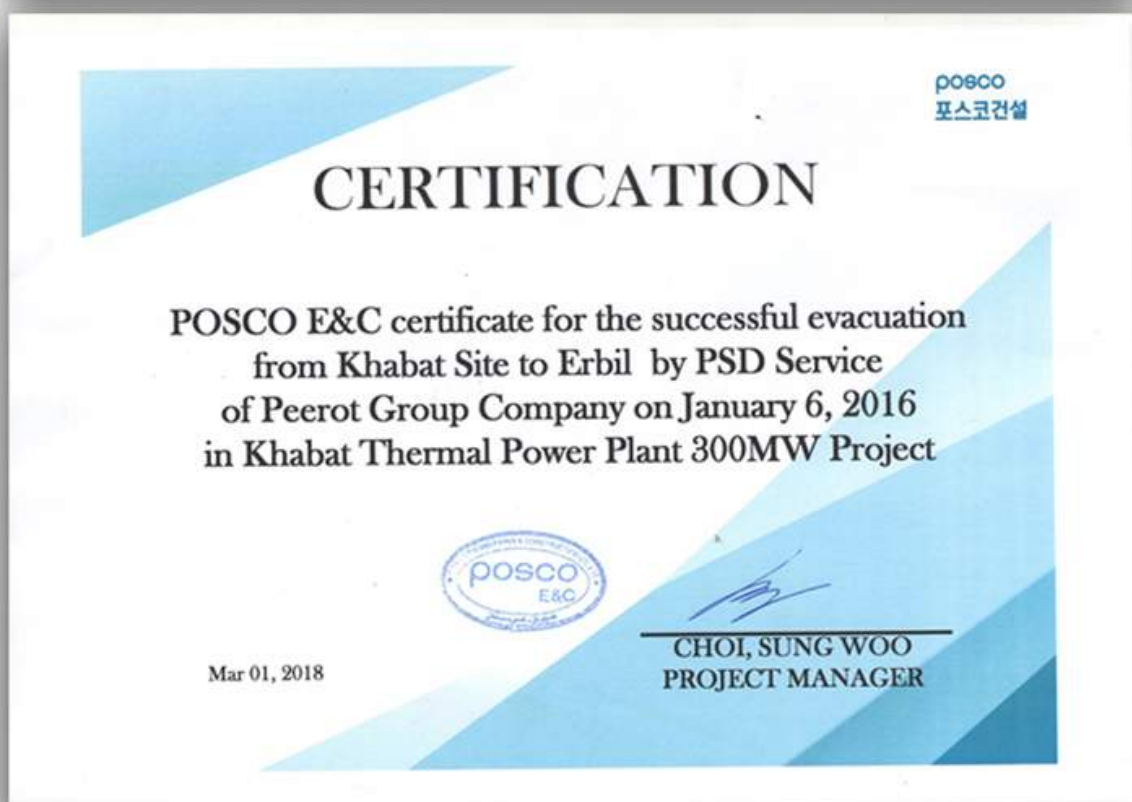 posco
포스코건설
CERTIFICATION
POSCO E&C certificate for the successful evacuation
from Khabat Site to Erbil by PSD Service
of Peerot Group Company on January 6, 2016
in Khabat Thermal Power Plant 300MW Project
posco
E&C
CHOI, SUNG WOO
Mar 01, 2018
PROJECT MANAGER